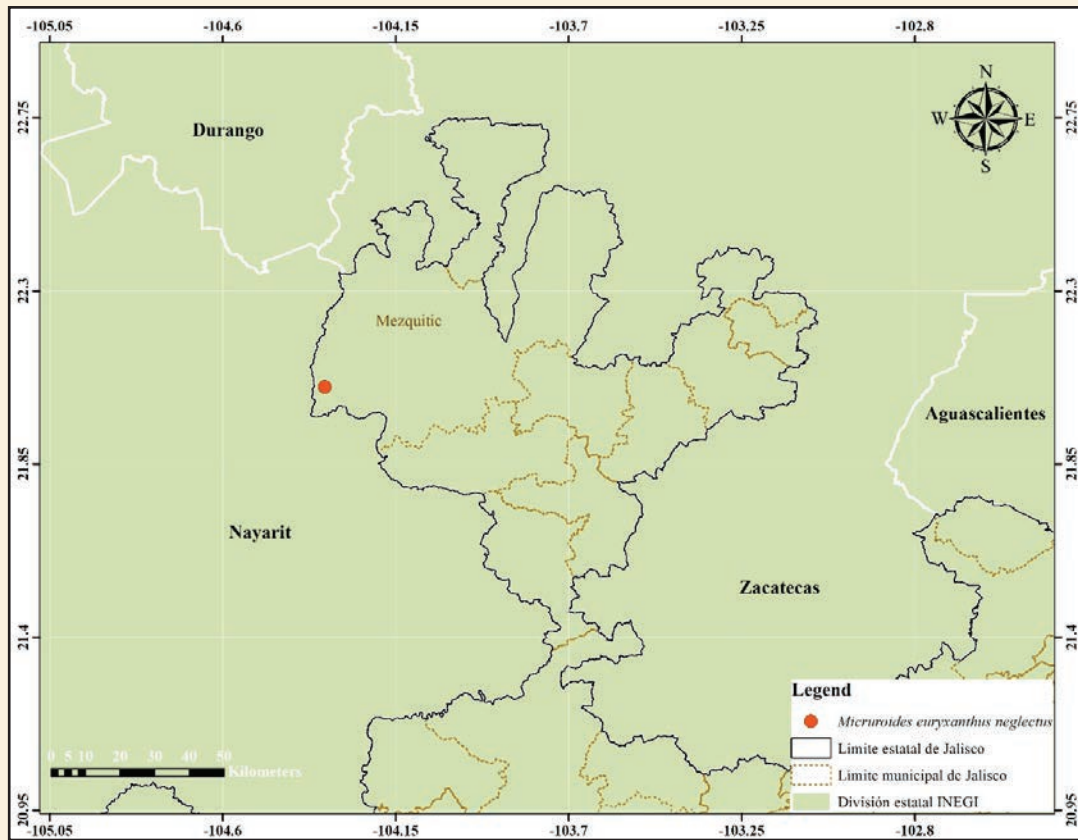 -105.05 -104.6 -104.15 -103.7 -103.25 -102.8
22.75 22.75
N
W E
S
Durango
22.3 22.3
Mezquitic
Aguascalientes
21.85 21.85
Nayarit
Zacatecas
21.4 21.4
Legend
Micruroides euryxanthus neglectus
Limite estatal de Jalisco
Limite municipal de Jalisco
División estatal INEGI
0 5 10 20 30 40 50
Kilometers
20.95 20.95
-105.05 -104.6 -104.15 -103.7 -103.25 -102.8